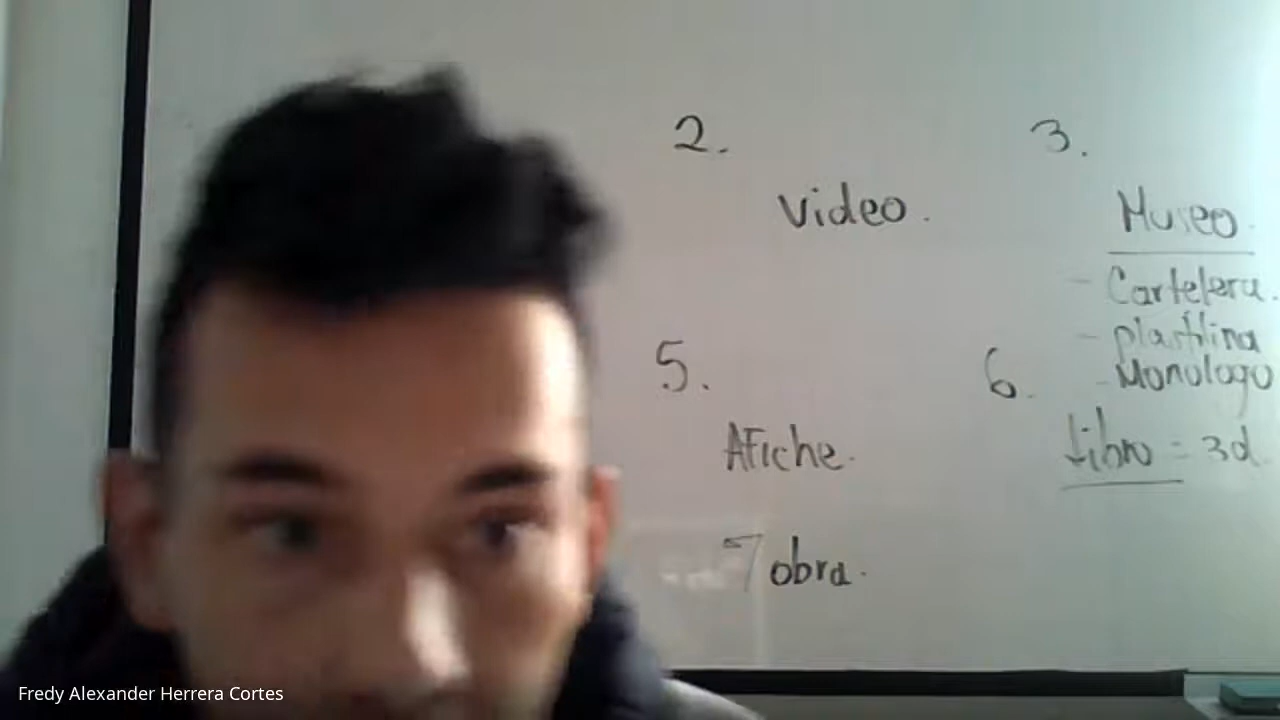 2.
video.
3.
Museo.
- Cartelera.
- plastilina
- Monologo
5.
Afiche.
6.
libro = 3d
7 obra.
Fredy Alexander Herrera Cortes